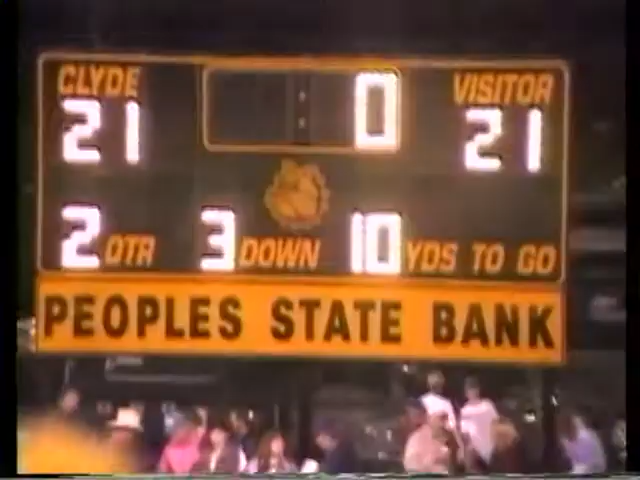 CLYDE : 0 VISITOR
21 21
2 QTR 3 DOWN 10 YDS TO GO
PEOPLES STATE BANK